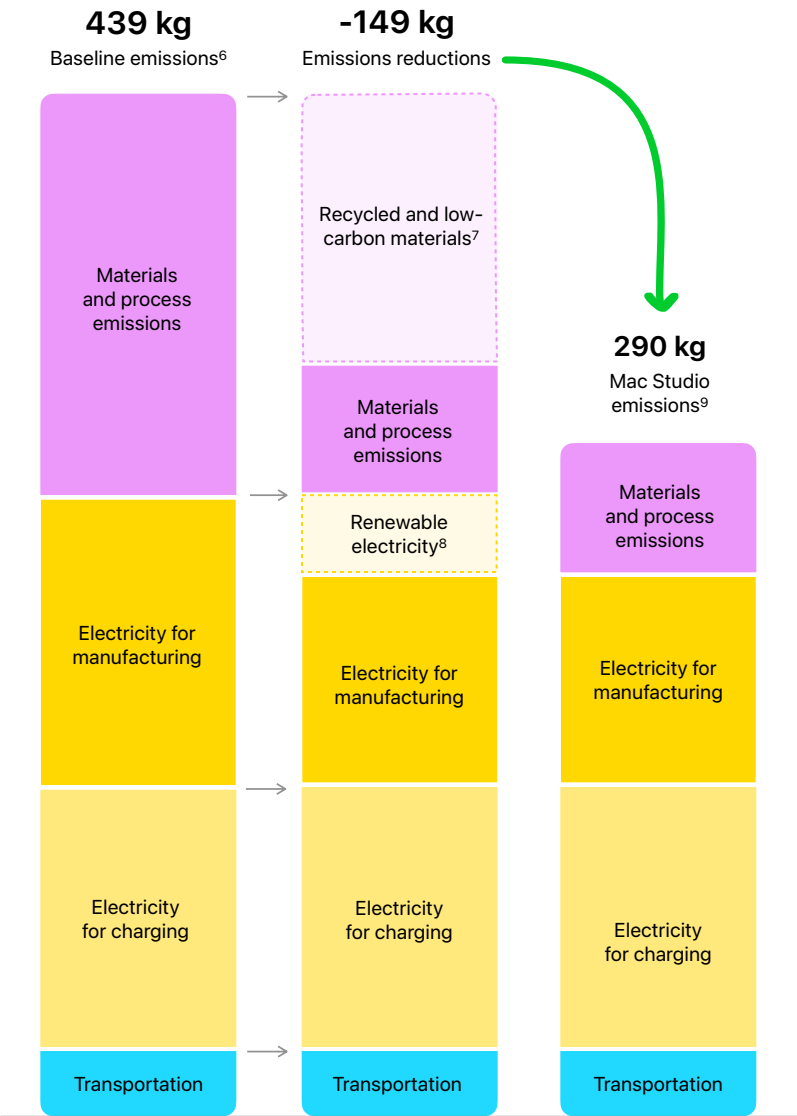 439 kg
Baseline emissions⁶
-149 kg
Emissions reductions
290 kg
Mac Studio
emissions⁹
Materials
and process
emissions
Electricity for
manufacturing
Electricity
for charging
Transportation
Recycled and low-
carbon materials⁷
Materials
and process
emissions
Renewable
electricity⁸
Electricity for
manufacturing
Electricity
for charging
Transportation
Materials
and process
emissions
Electricity for
manufacturing
Electricity
for charging
Transportation